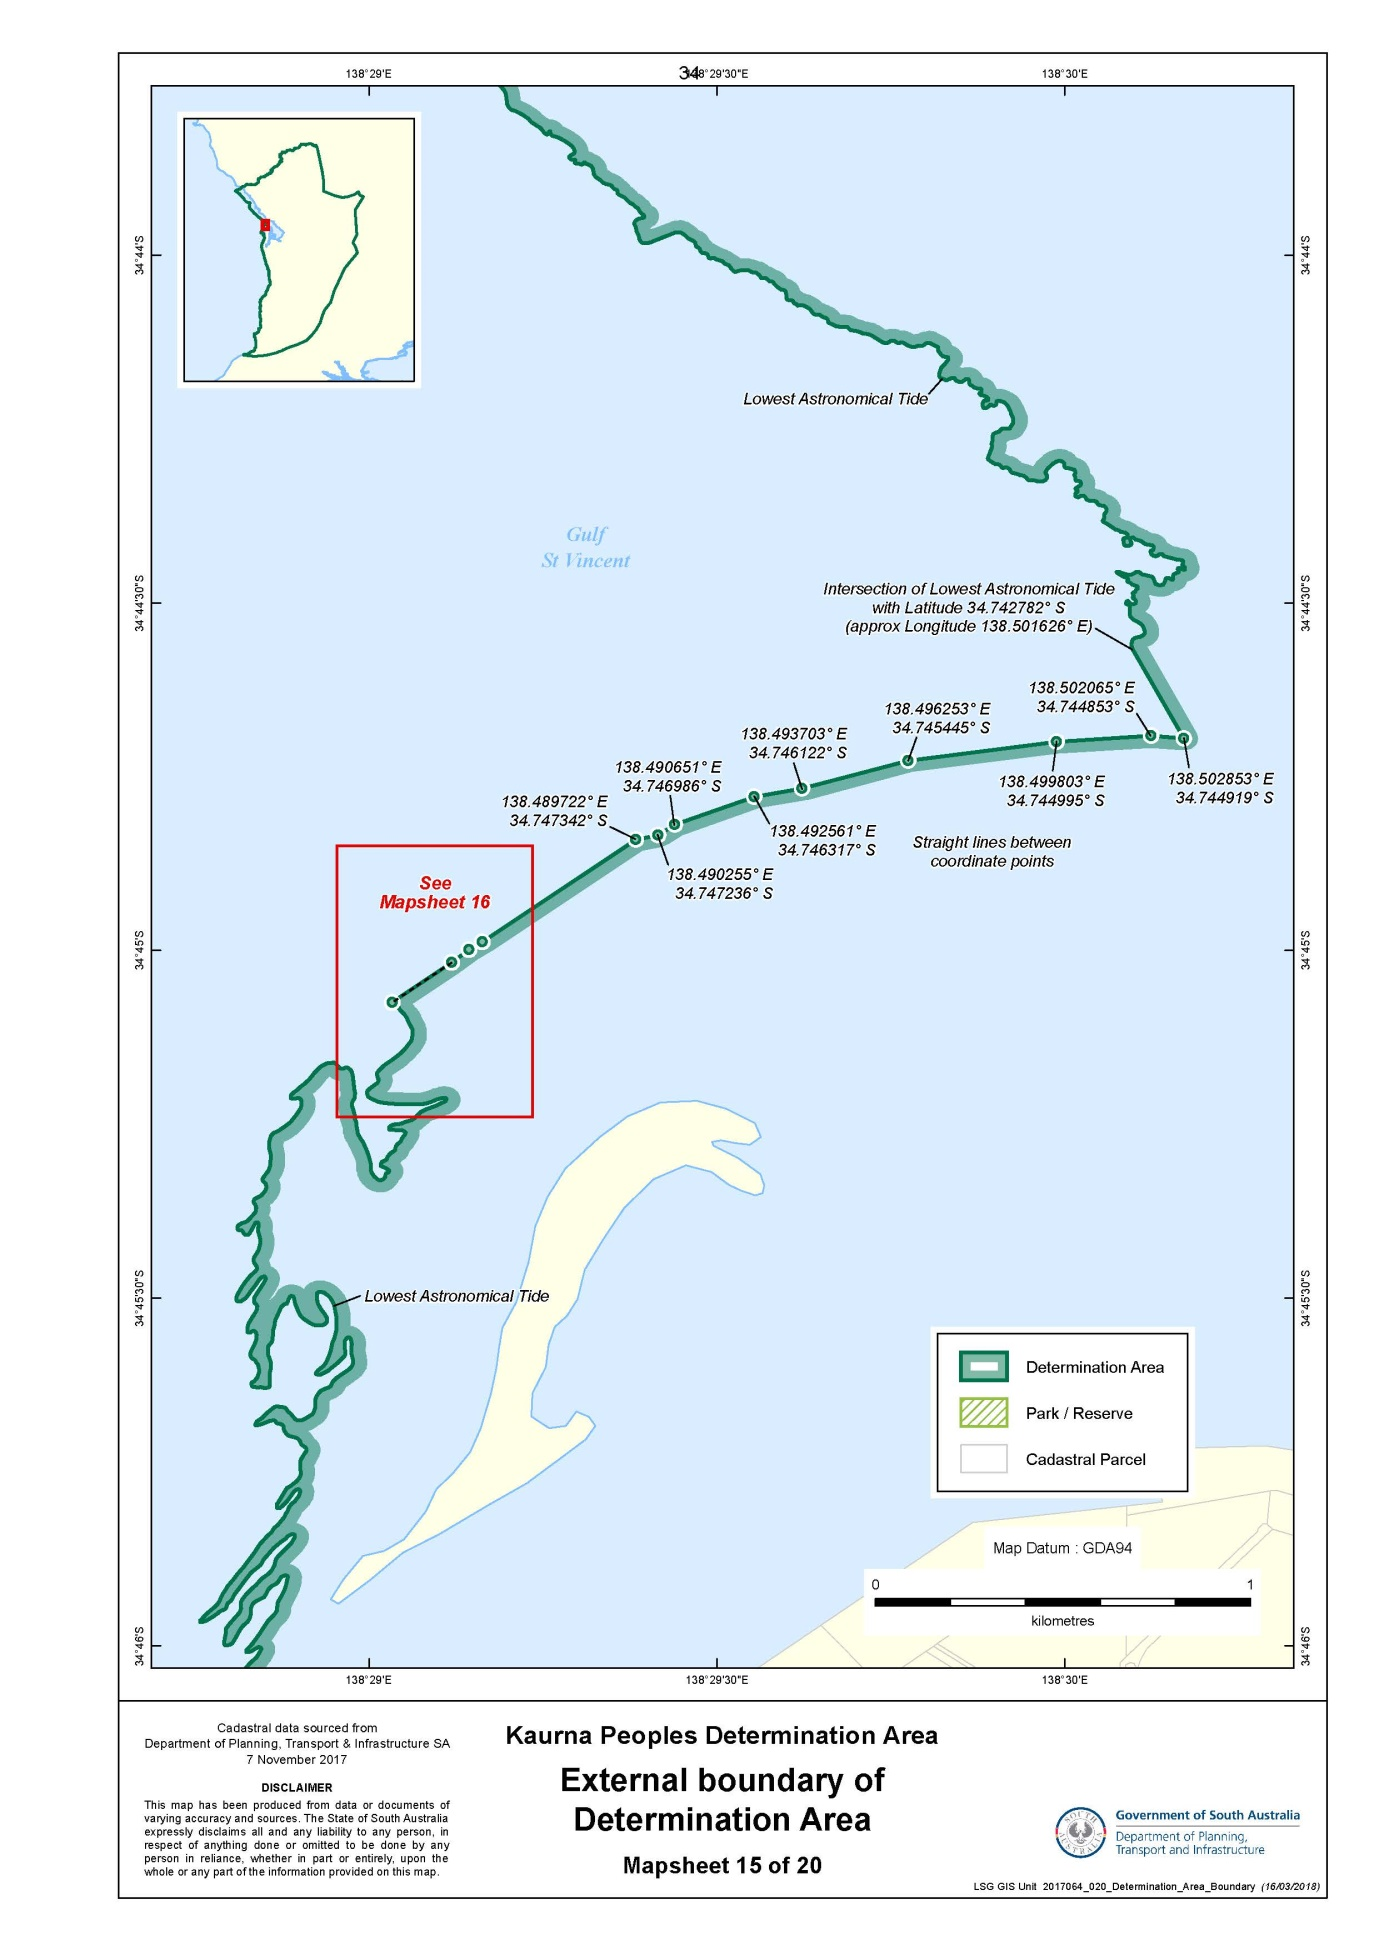 34
138°29'E
138°29'30"E
138°30'E
34°44'S
34°44'S
Lowest Astronomical Tide
Gulf
St Vincent
34°44'30"S
34°44'30"S
Intersection of Lowest Astronomical Tide
with Latitude 34.742782° S
(approx Longitude 138.501626° E)
138.502065° E
34.744853° S
138.496253° E
34.745445° S
138.493703° E
34.746122° S
138.490651° E
34.746986° S
138.489722° E
34.747342° S
138.499803° E
34.744995° S
138.502853° E
34.744919° S
138.492561° E
34.746317° S
138.490255° E
34.747236° S
Straight lines between
coordinate points
See
Mapsheet 16
34°45'S
34°45'S
Lowest Astronomical Tide
34°45'30"S
34°45'30"S
Determination Area
Park / Reserve
Cadastral Parcel
Map Datum : GDA94
0
1
kilometres
34°46'S
34°46'S
138°29'E
138°29'30"E
138°30'E
Cadastral data sourced from
Department of Planning, Transport & Infrastructure SA
7 November 2017
DISCLAIMER
This map has been produced from data or documents of
varying accuracy and sources. The State of South Australia
expressly disclaims all and any liability to any person, in
respect of anything done or omitted to be done by any
person in reliance, whether in part or entirely, upon the
whole or any part of the information provided on this map.
Kaurna Peoples Determination Area
External boundary of
Determination Area
Mapsheet 15 of 20
SOUTH
AUSTRALIA
Government of South Australia
Department of Planning,
Transport and Infrastructure
LSG GIS Unit 2017064_020_Determination_Area_Boundary (16/03/2018)